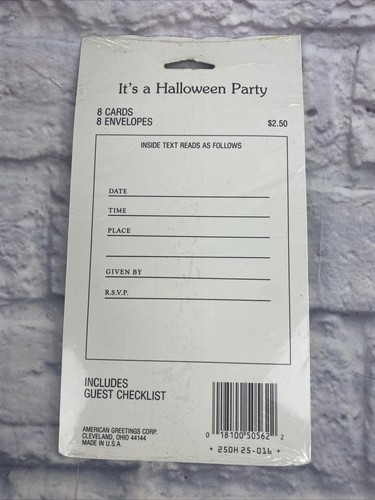 It's a Halloween Party
8 CARDS
8 ENVELOPES
$2.50
INSIDE TEXT READS AS FOLLOWS
DATE
TIME
PLACE
GIVEN BY
R.S.V.P.
INCLUDES
GUEST CHECKLIST
AMERICAN GREETINGS CORP.
CLEVELAND, OHIO 44144
MADE IN U.S.A.
0 18100 50562 2
* 250H 25-016 *